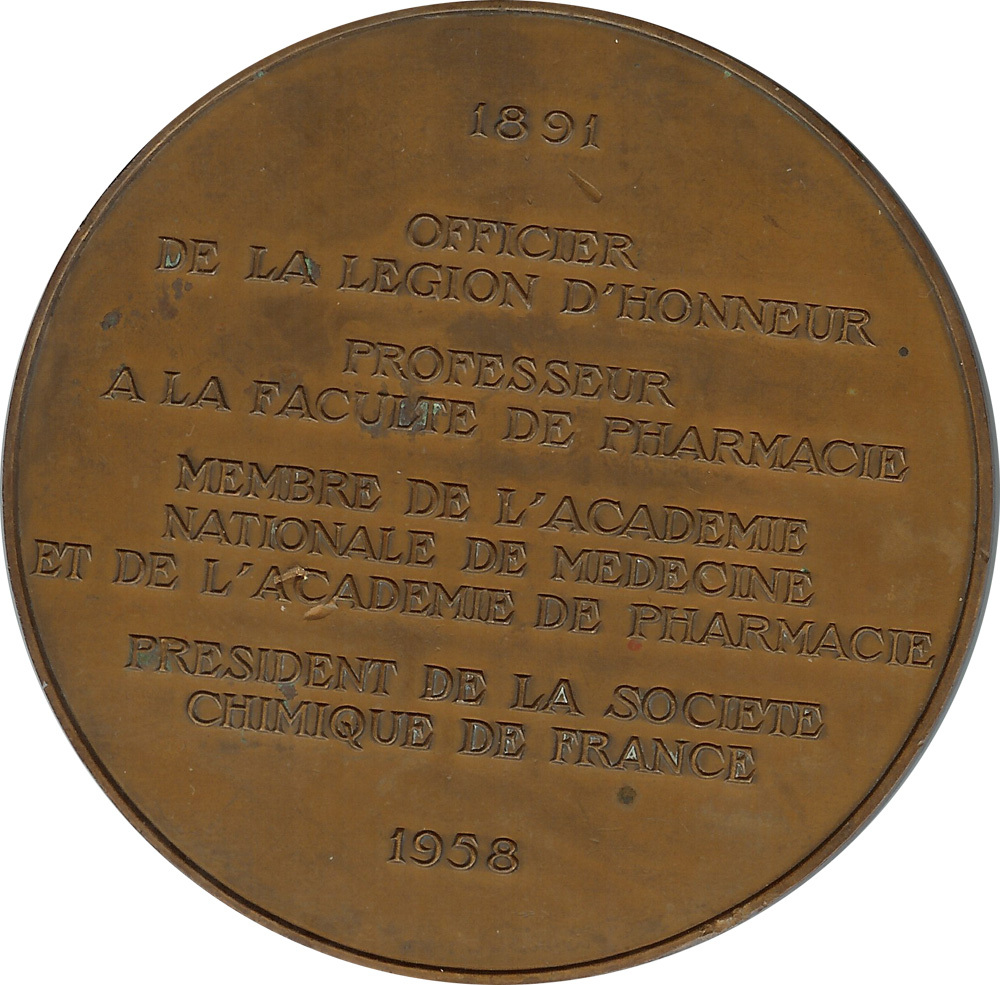 1891
OFFICIER
DE LA LEGION D'HONNEUR
PROFESSEUR
A LA FACULTE DE PHARMACIE
MEMBRE DE L'ACADEMIE
NATIONALE DE MEDECINE
ET DE L'ACADEMIE DE PHARMACIE
PRESIDENT DE LA SOCIETE
CHIMIQUE DE FRANCE
1958